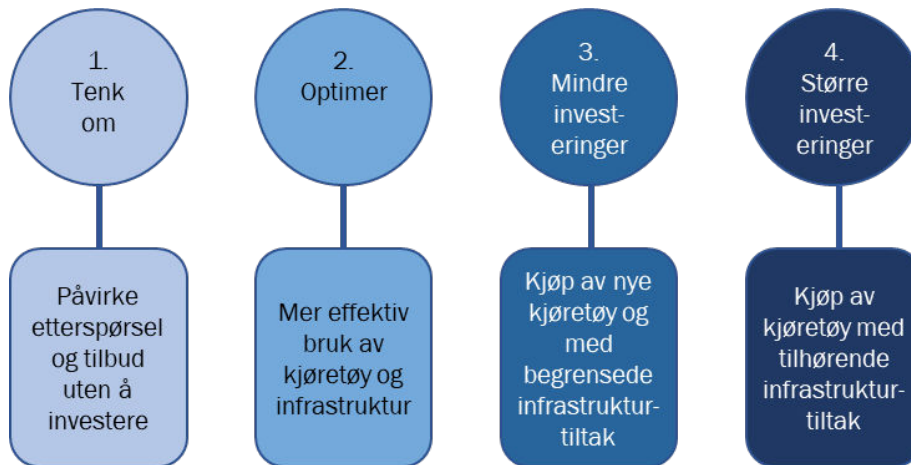 1.
Tenk
om
2.
Optimer
3.
Mindre
invest-
eringer
4.
Større
invest-
eringer
Påvirke
etterspørsel
og tilbud
uten å
investere
Mer effektiv
bruk av
kjøretøy og
infrastruktur
Kjøp av nye
kjøretøy og
med
begrensede
infrastruktur-
tiltak
Kjøp av
kjøretøy med
tilhørende
infrastruktur-
tiltak